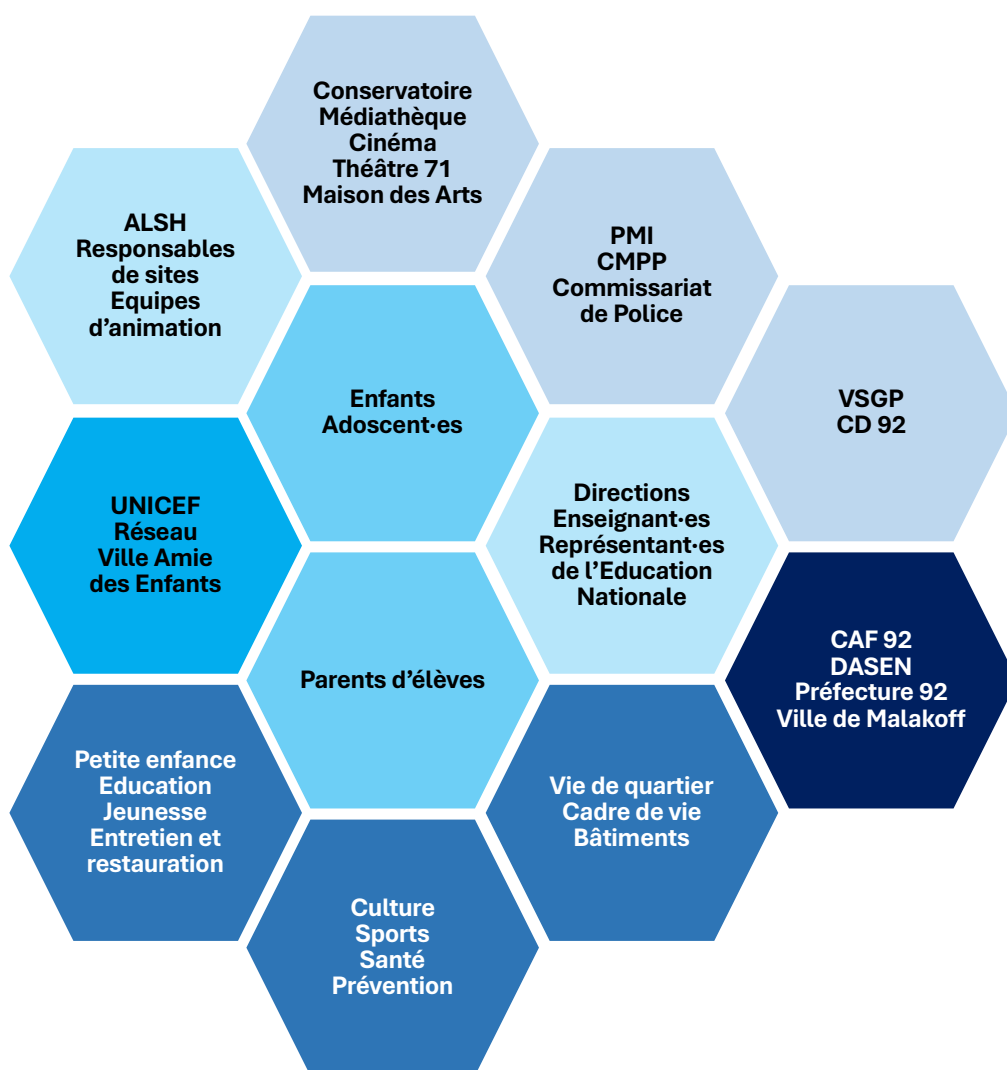 Conservatoire
Médiathèque
Cinéma
Théâtre 71
Maison des Arts
ALSH
Responsables
de sites
Equipes
d’animation
PMI
CMPP
Commissariat
de Police
Enfants
Adoscent·es
VSGP
CD 92
UNICEF
Réseau
Ville Amie
des Enfants
Directions
Enseignant·es
Représentant·es
de l’Education
Nationale
Parents d’élèves
CAF 92
DASEN
Préfecture 92
Ville de Malakoff
Petite enfance
Education
Jeunesse
Entretien et
restauration
Vie de quartier
Cadre de vie
Bâtiments
Culture
Sports
Santé
Prévention